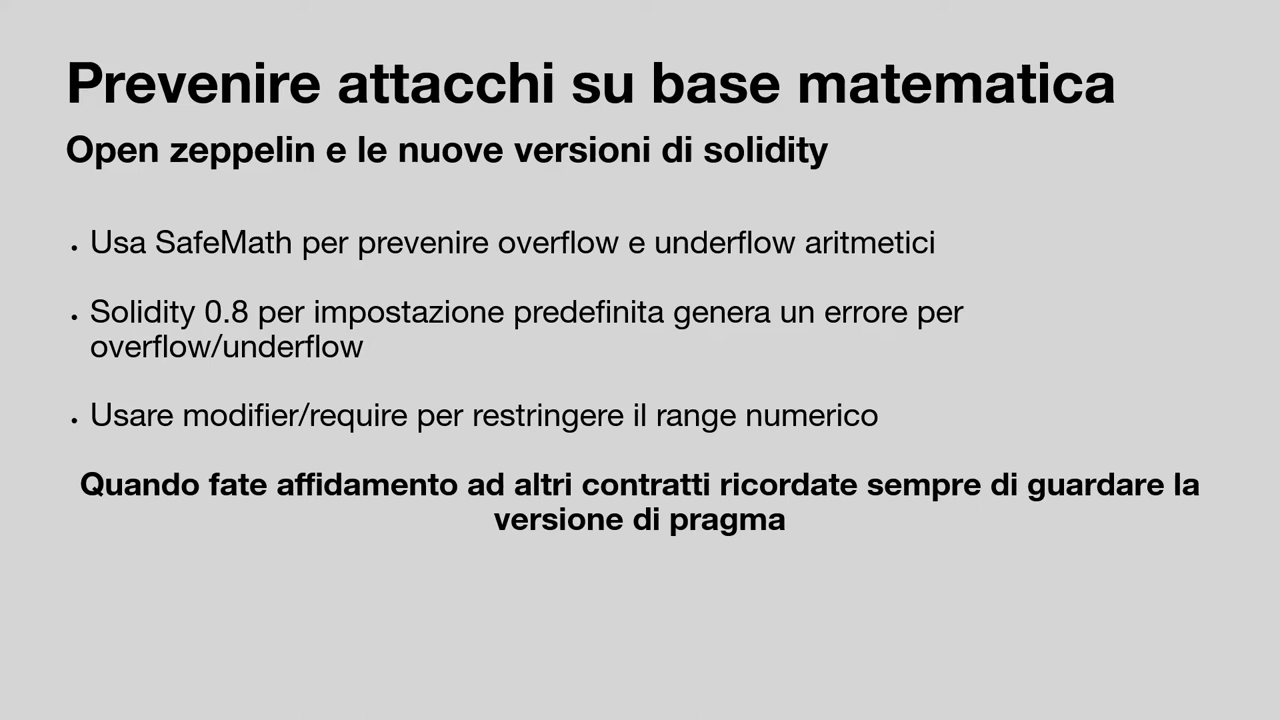 Prevenire attacchi su base matematica
Open zeppelin e le nuove versioni di solidity
• Usa SafeMath per prevenire overflow e underflow aritmetici
• Solidity 0.8 per impostazione predefinita genera un errore per
overflow/underflow
• Usare modifier/require per restringere il range numerico
Quando fate affidamento ad altri contratti ricordate sempre di guardare la
versione di pragma